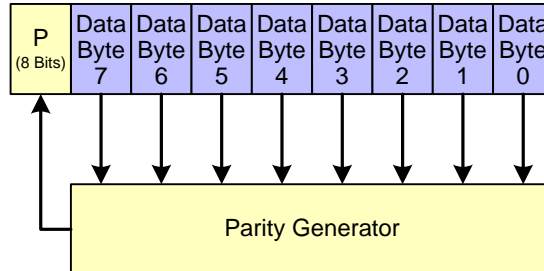 P
(8 Bits)
Data
Byte
7
Data
Byte
6
Data
Byte
5
Data
Byte
4
Data
Byte
3
Data
Byte
2
Data
Byte
1
Data
Byte
0
Parity Generator